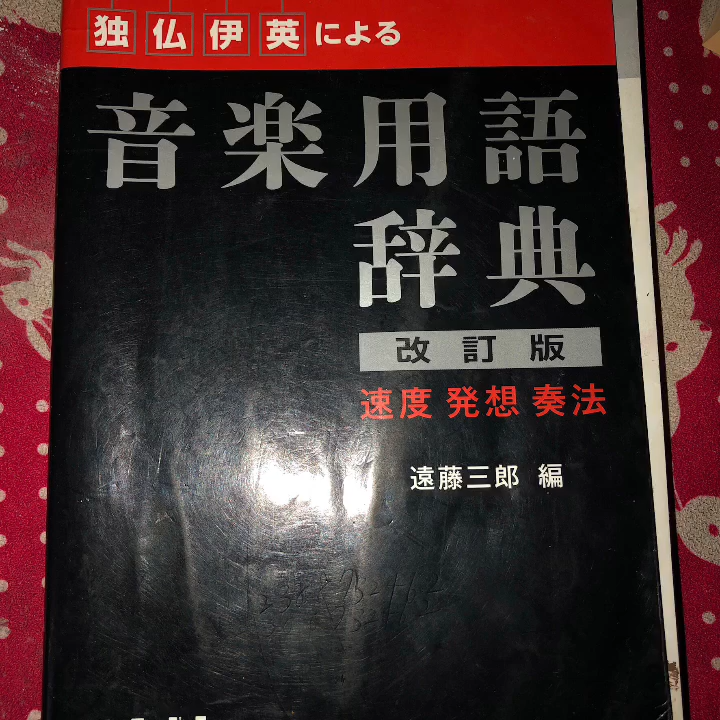 独仏伊英による
音楽用語
辞典
改訂版
速度 発想 奏法
遠藤三郎 編